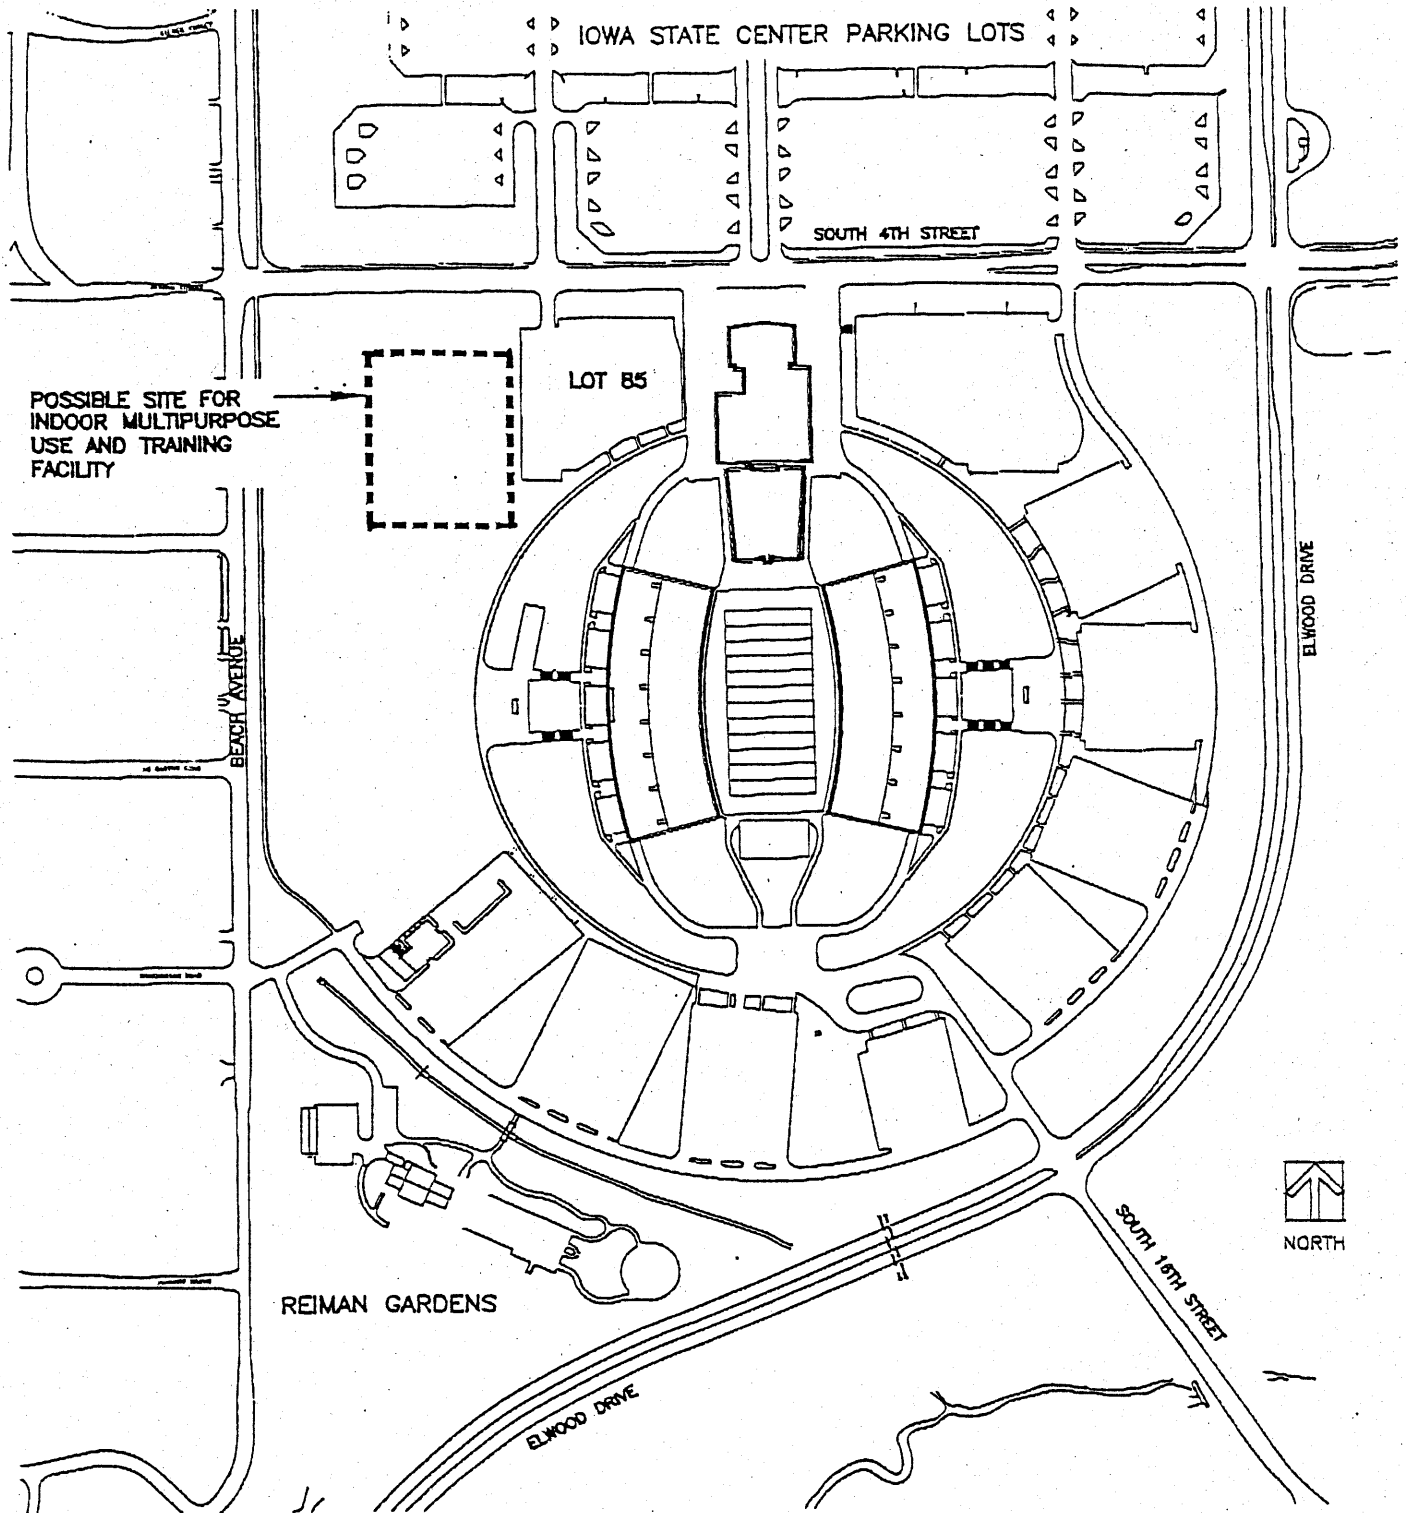 IOWA STATE CENTER PARKING LOTS
SOUTH 4TH STREET
LOT B5
POSSIBLE SITE FOR
INDOOR MULTIPURPOSE
USE AND TRAINING
FACILITY
ELWOOD DRIVE
BEACH AVENUE
NORTH
SOUTH 16TH STREET
REIMAN GARDENS
ELWOOD DRIVE